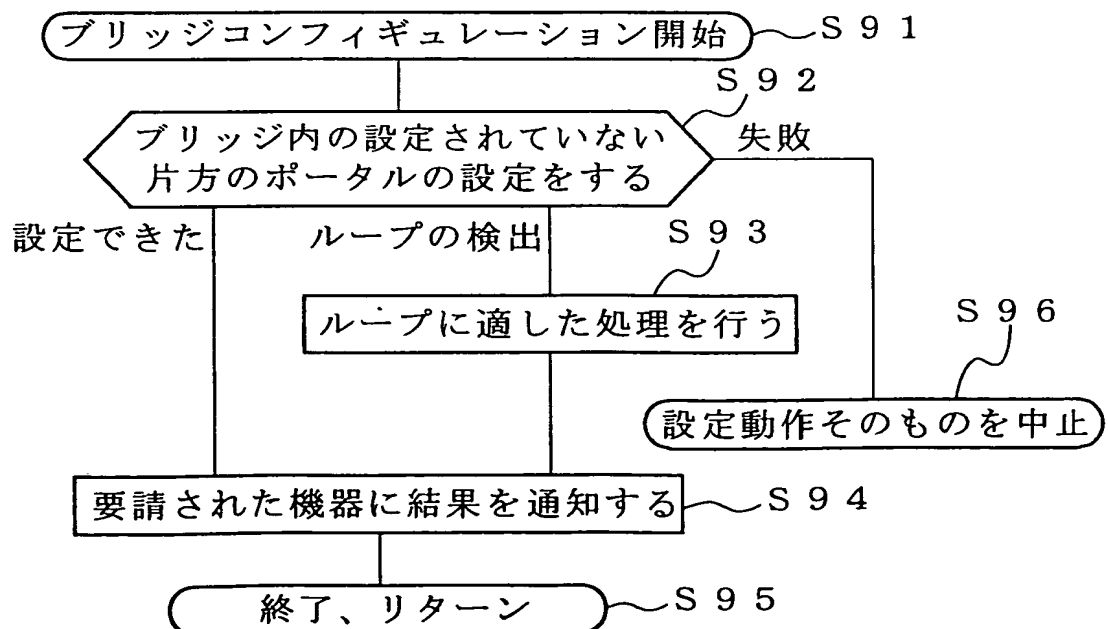 ブリッジコンフィギュレーション開始
S91
S92
ブリッジ内の設定されていない
片方のポータルの設定をする
失敗
設定できた
ループの検出
S93
ループに適した処理を行う
S96
設定動作そのものを中止
要請された機器に結果を通知する
S94
終了、リターン
S95